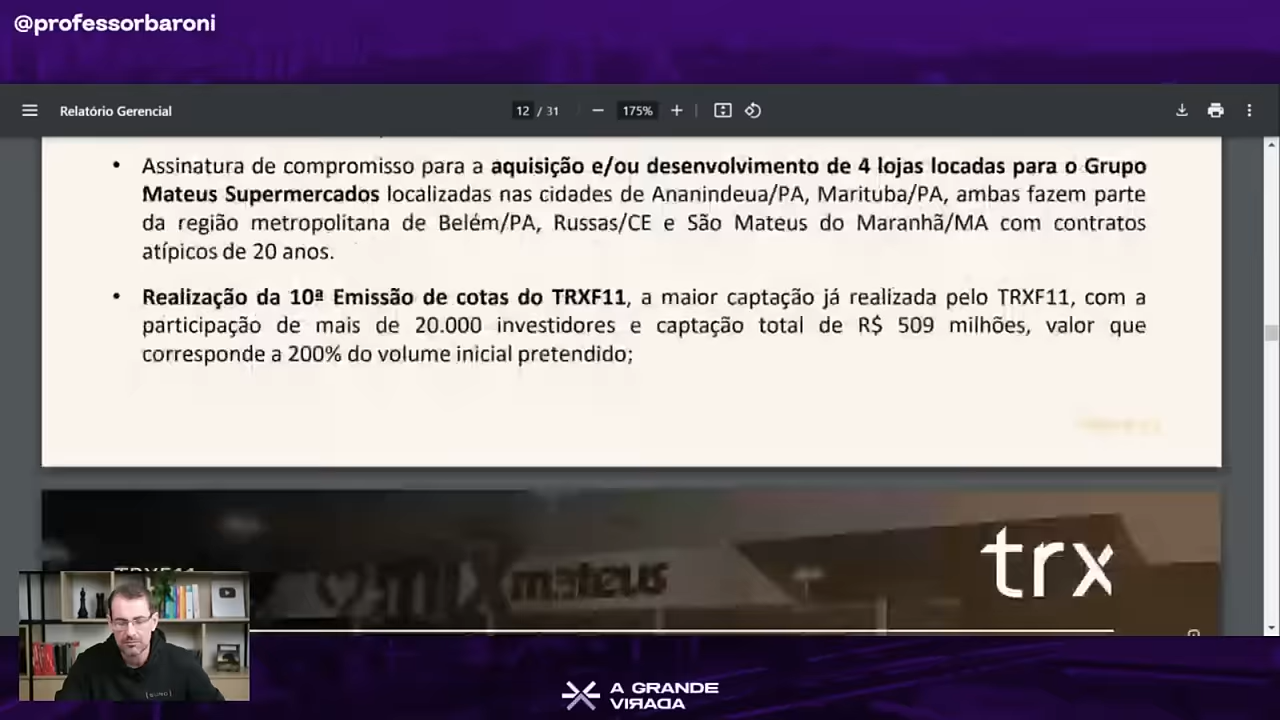 @professorbaroni
Relatório Gerencial
12 / 31
175%
• Assinatura de compromisso para a aquisição e/ou desenvolvimento de 4 lojas locadas para o Grupo
Mateus Supermercados localizadas nas cidades de Ananindeua/PA, Marituba/PA, ambas fazem parte
da região metropolitana de Belém/PA, Russas/CE e São Mateus do Maranhã/MA com contratos
atípicos de 20 anos.
• Realização da 10ª Emissão de cotas do TRXF11, a maior captação já realizada pelo TRXF11, com a
participação de mais de 20.000 investidores e captação total de R$ 509 milhões, valor que
corresponde a 200% do volume inicial pretendido;
trx
TRXF11
mix mateus
A GRANDE
VIRADA